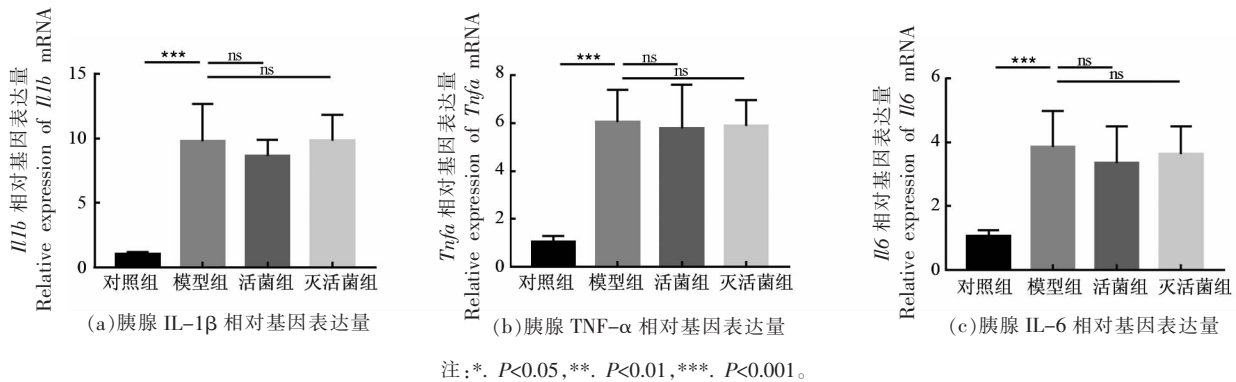 Il1b 相对基因表达量
Relative expression of Il1b mRNA
15
10
5
0
***
ns
ns
对照组 模型组 活菌组 灭活菌组
(a)胰腺 IL-1β 相对基因表达量
Tnfa 相对基因表达量
Relative expression of Tnfa mRNA
8
6
4
2
0
***
ns
ns
对照组 模型组 活菌组 灭活菌组
(b)胰腺 TNF-α 相对基因表达量
Il6 相对基因表达量
Relative expression of Il6 mRNA
6
4
2
0
***
ns
ns
对照组 模型组 活菌组 灭活菌组
(c)胰腺 IL-6 相对基因表达量
注:*. P<0.05,**. P<0.01,***. P<0.001。